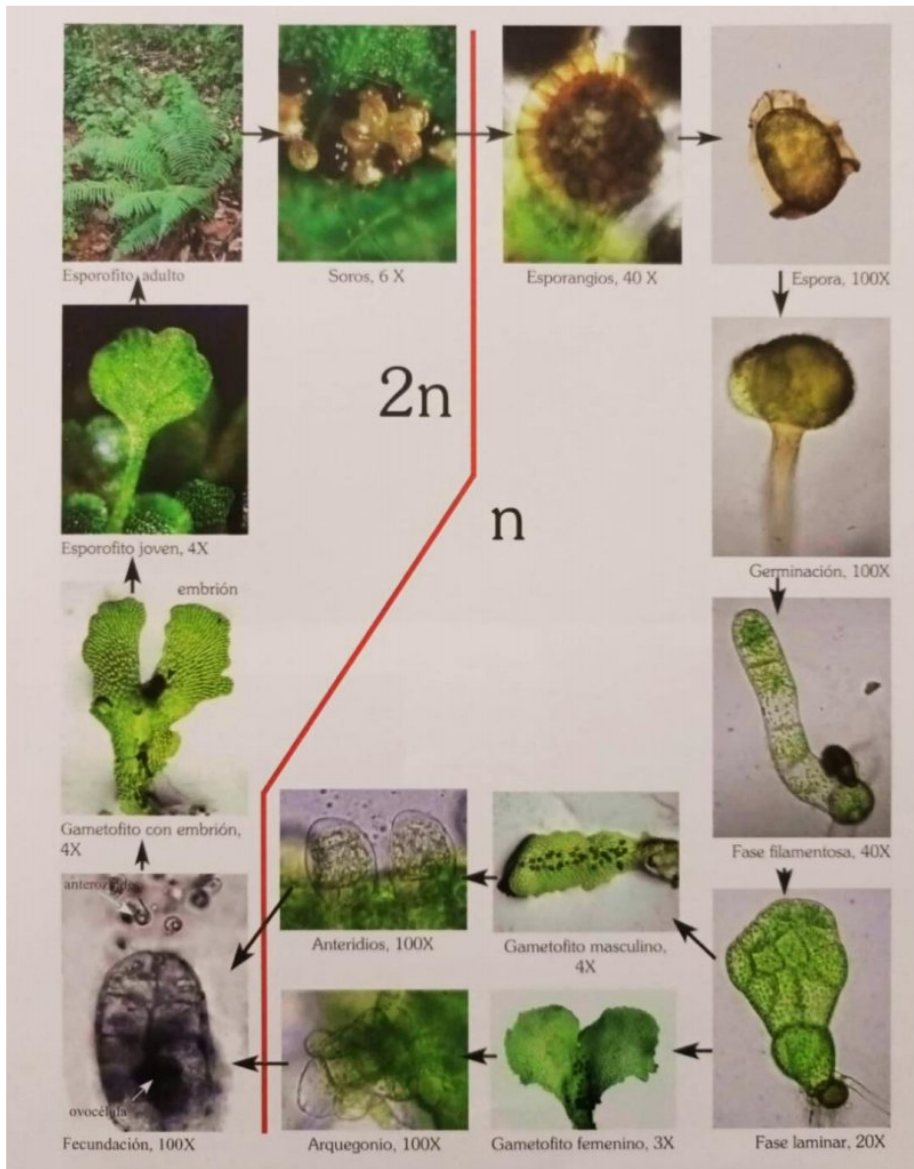 Esporofito adulto
Soros, 6 X
Esporangios, 40 X
Espora, 100X
2n
n
Esporofito joven, 4X
Germinación, 100X
embrión
Gametofito con embrión,
4X
Fase filamentosa, 40X
Anteridios, 100X
Gametofito masculino,
4X
ovocélula
Fecundación, 100X
Arquegonio, 100X
Gametofito femenino, 3X
Fase laminar, 20X